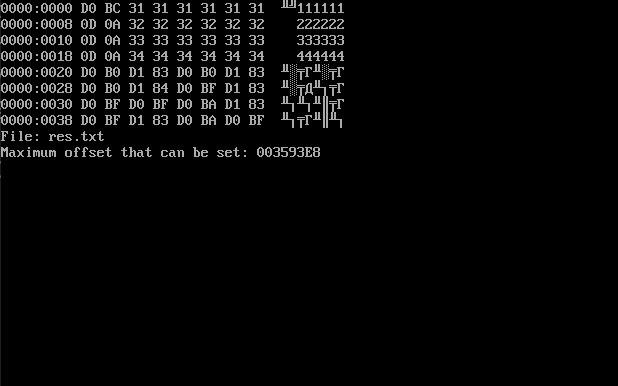 0000:0000 D0 BC 31 31 31 31 31 31 ╨╝111111
0000:0008 0D 0A 32 32 32 32 32 32 222222
0000:0010 0D 0A 33 33 33 33 33 33 333333
0000:0018 0D 0A 34 34 34 34 34 34 444444
0000:0020 D0 B0 D1 83 D0 B0 D1 83 ╨░╤Г╨░╤Г
0000:0028 D0 B0 D1 84 D0 BF D1 83 ╨░╤Д╨┐╤Г
0000:0030 D0 BF D0 BF D0 BA D1 83 ╨┐╨┐╨║╤Г
0000:0038 D0 BF D1 83 D0 BA D0 BF ╨┐╤Г╨║╨┐
File: res.txt
Maximum offset that can be set: 003593E8